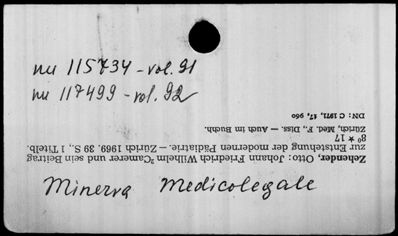 nu 115734 - vol. 91
nu 117499 - vol. 92
Zehender, Otto: Johann Friedrich Wilhelm Camerer und sein Beitrag
zur Entstehung der modernen Pädiatrie. — Zürich 1969. 39 S., 1 Titelb.
8° ★ 17
Zürich, Med. F., Diss. — Auch im Buchh.
DN: C 1971, 17, 960
Minerva Medicolegale